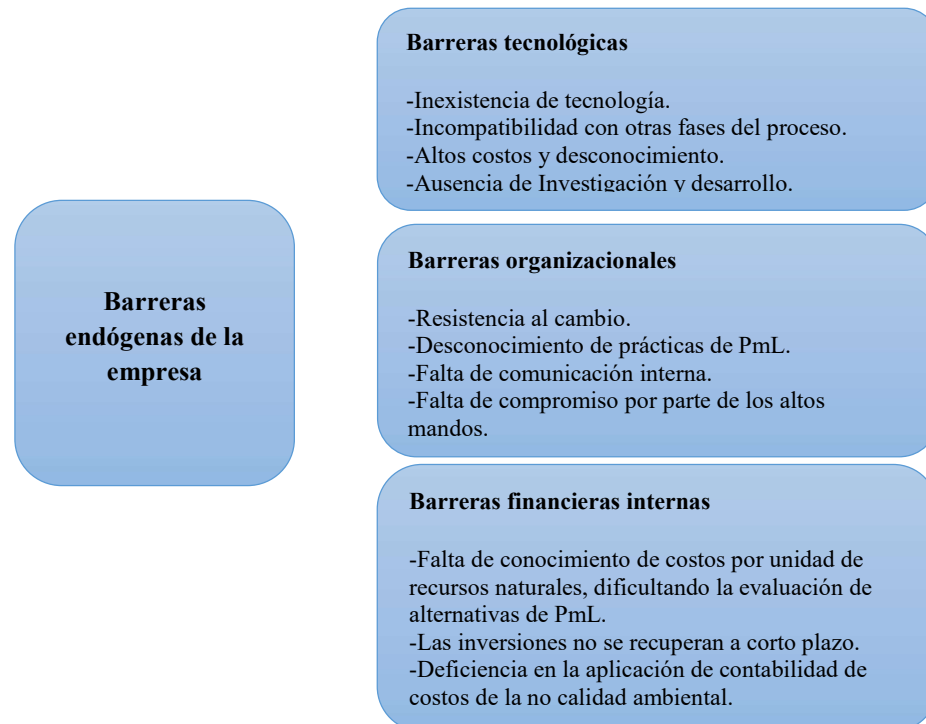 Barreras tecnológicas
-Inexistencia de tecnología.
-Incompatibilidad con otras fases del proceso.
-Altos costos y desconocimiento.
-Ausencia de Investigación y desarrollo.
Barreras
endógenas de la
empresa
Barreras organizacionales
-Resistencia al cambio.
-Desconocimiento de prácticas de PmL.
-Falta de comunicación interna.
-Falta de compromiso por parte de los altos
mandos.
Barreras financieras internas
-Falta de conocimiento de costos por unidad de
recursos naturales, dificultando la evaluación de
alternativas de PmL.
-Las inversiones no se recuperan a corto plazo.
-Deficiencia en la aplicación de contabilidad de
costos de la no calidad ambiental.